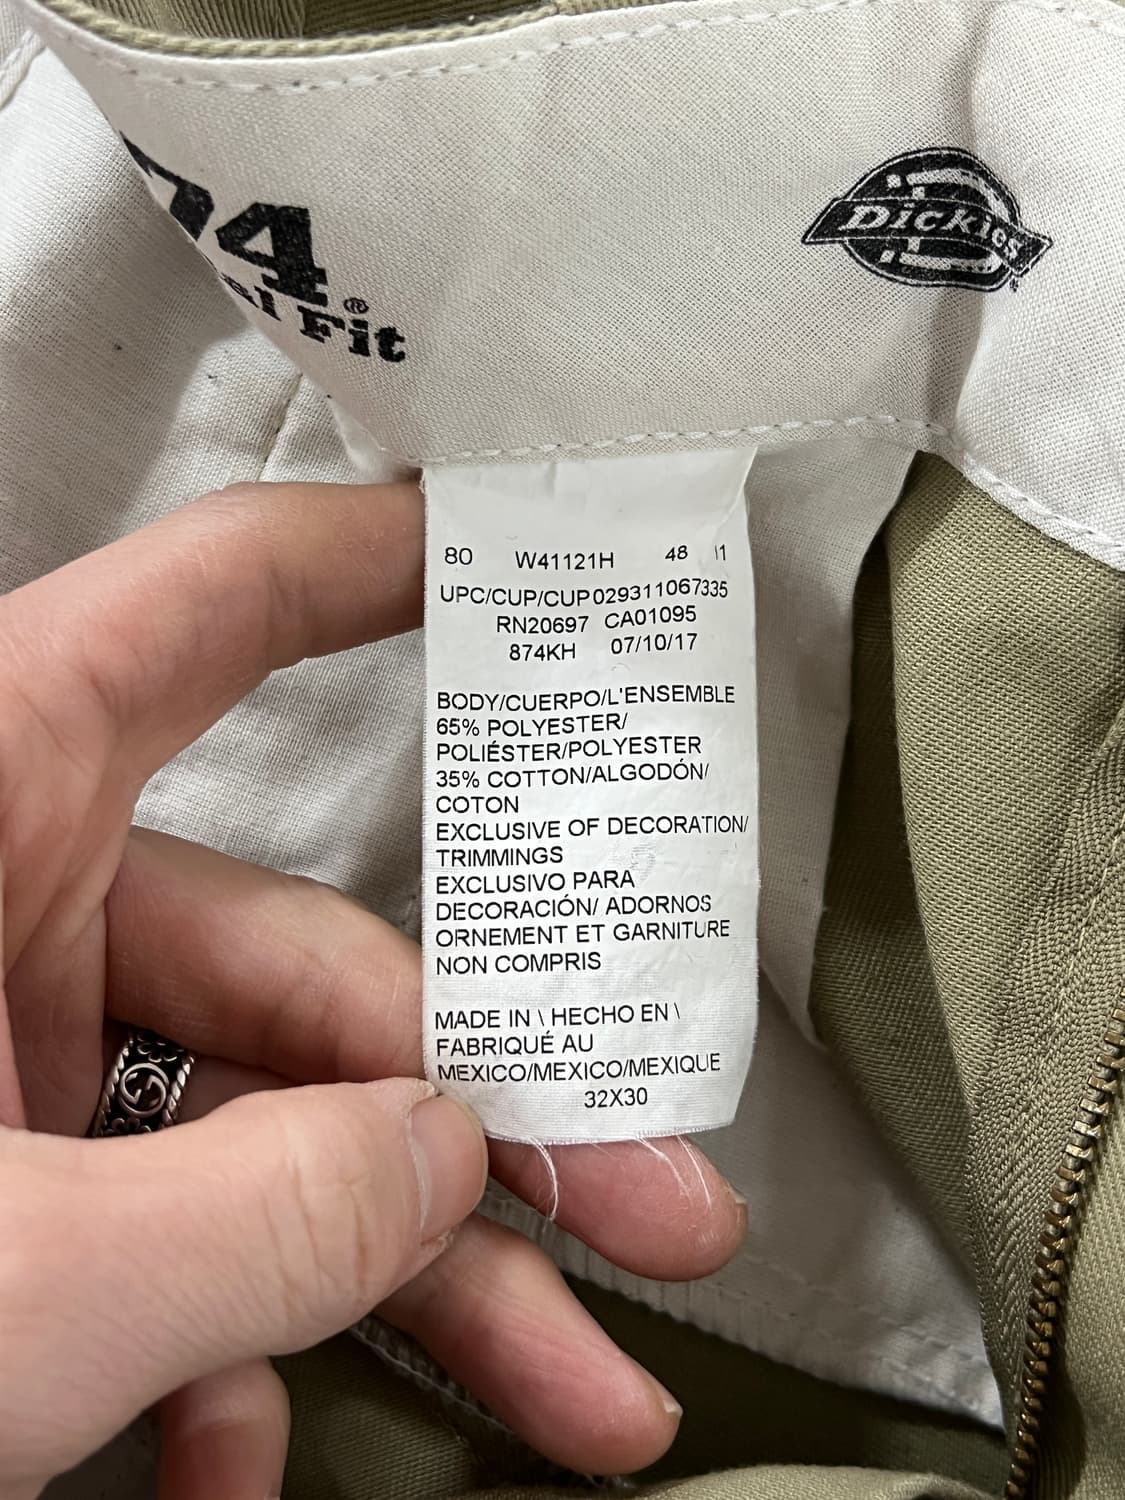 74®
Fit
Dickies
80 W41121H 48 11
UPC/CUP/CUP 029311067335
RN20697 CA01095
874KH 07/10/17
BODY/CUERPO/L'ENSEMBLE
65% POLYESTER/
POLIÉSTER/POLYESTER
35% COTTON/ALGODÓN/
COTON
EXCLUSIVE OF DECORATION/
TRIMMINGS
EXCLUSIVO PARA
DECORACIÓN/ ADORNOS
ORNEMENT ET GARNITURE
NON COMPRIS
MADE IN \ HECHO EN \
FABRIQUÉ AU
MEXICO/MEXICO/MEXIQUE
32X30